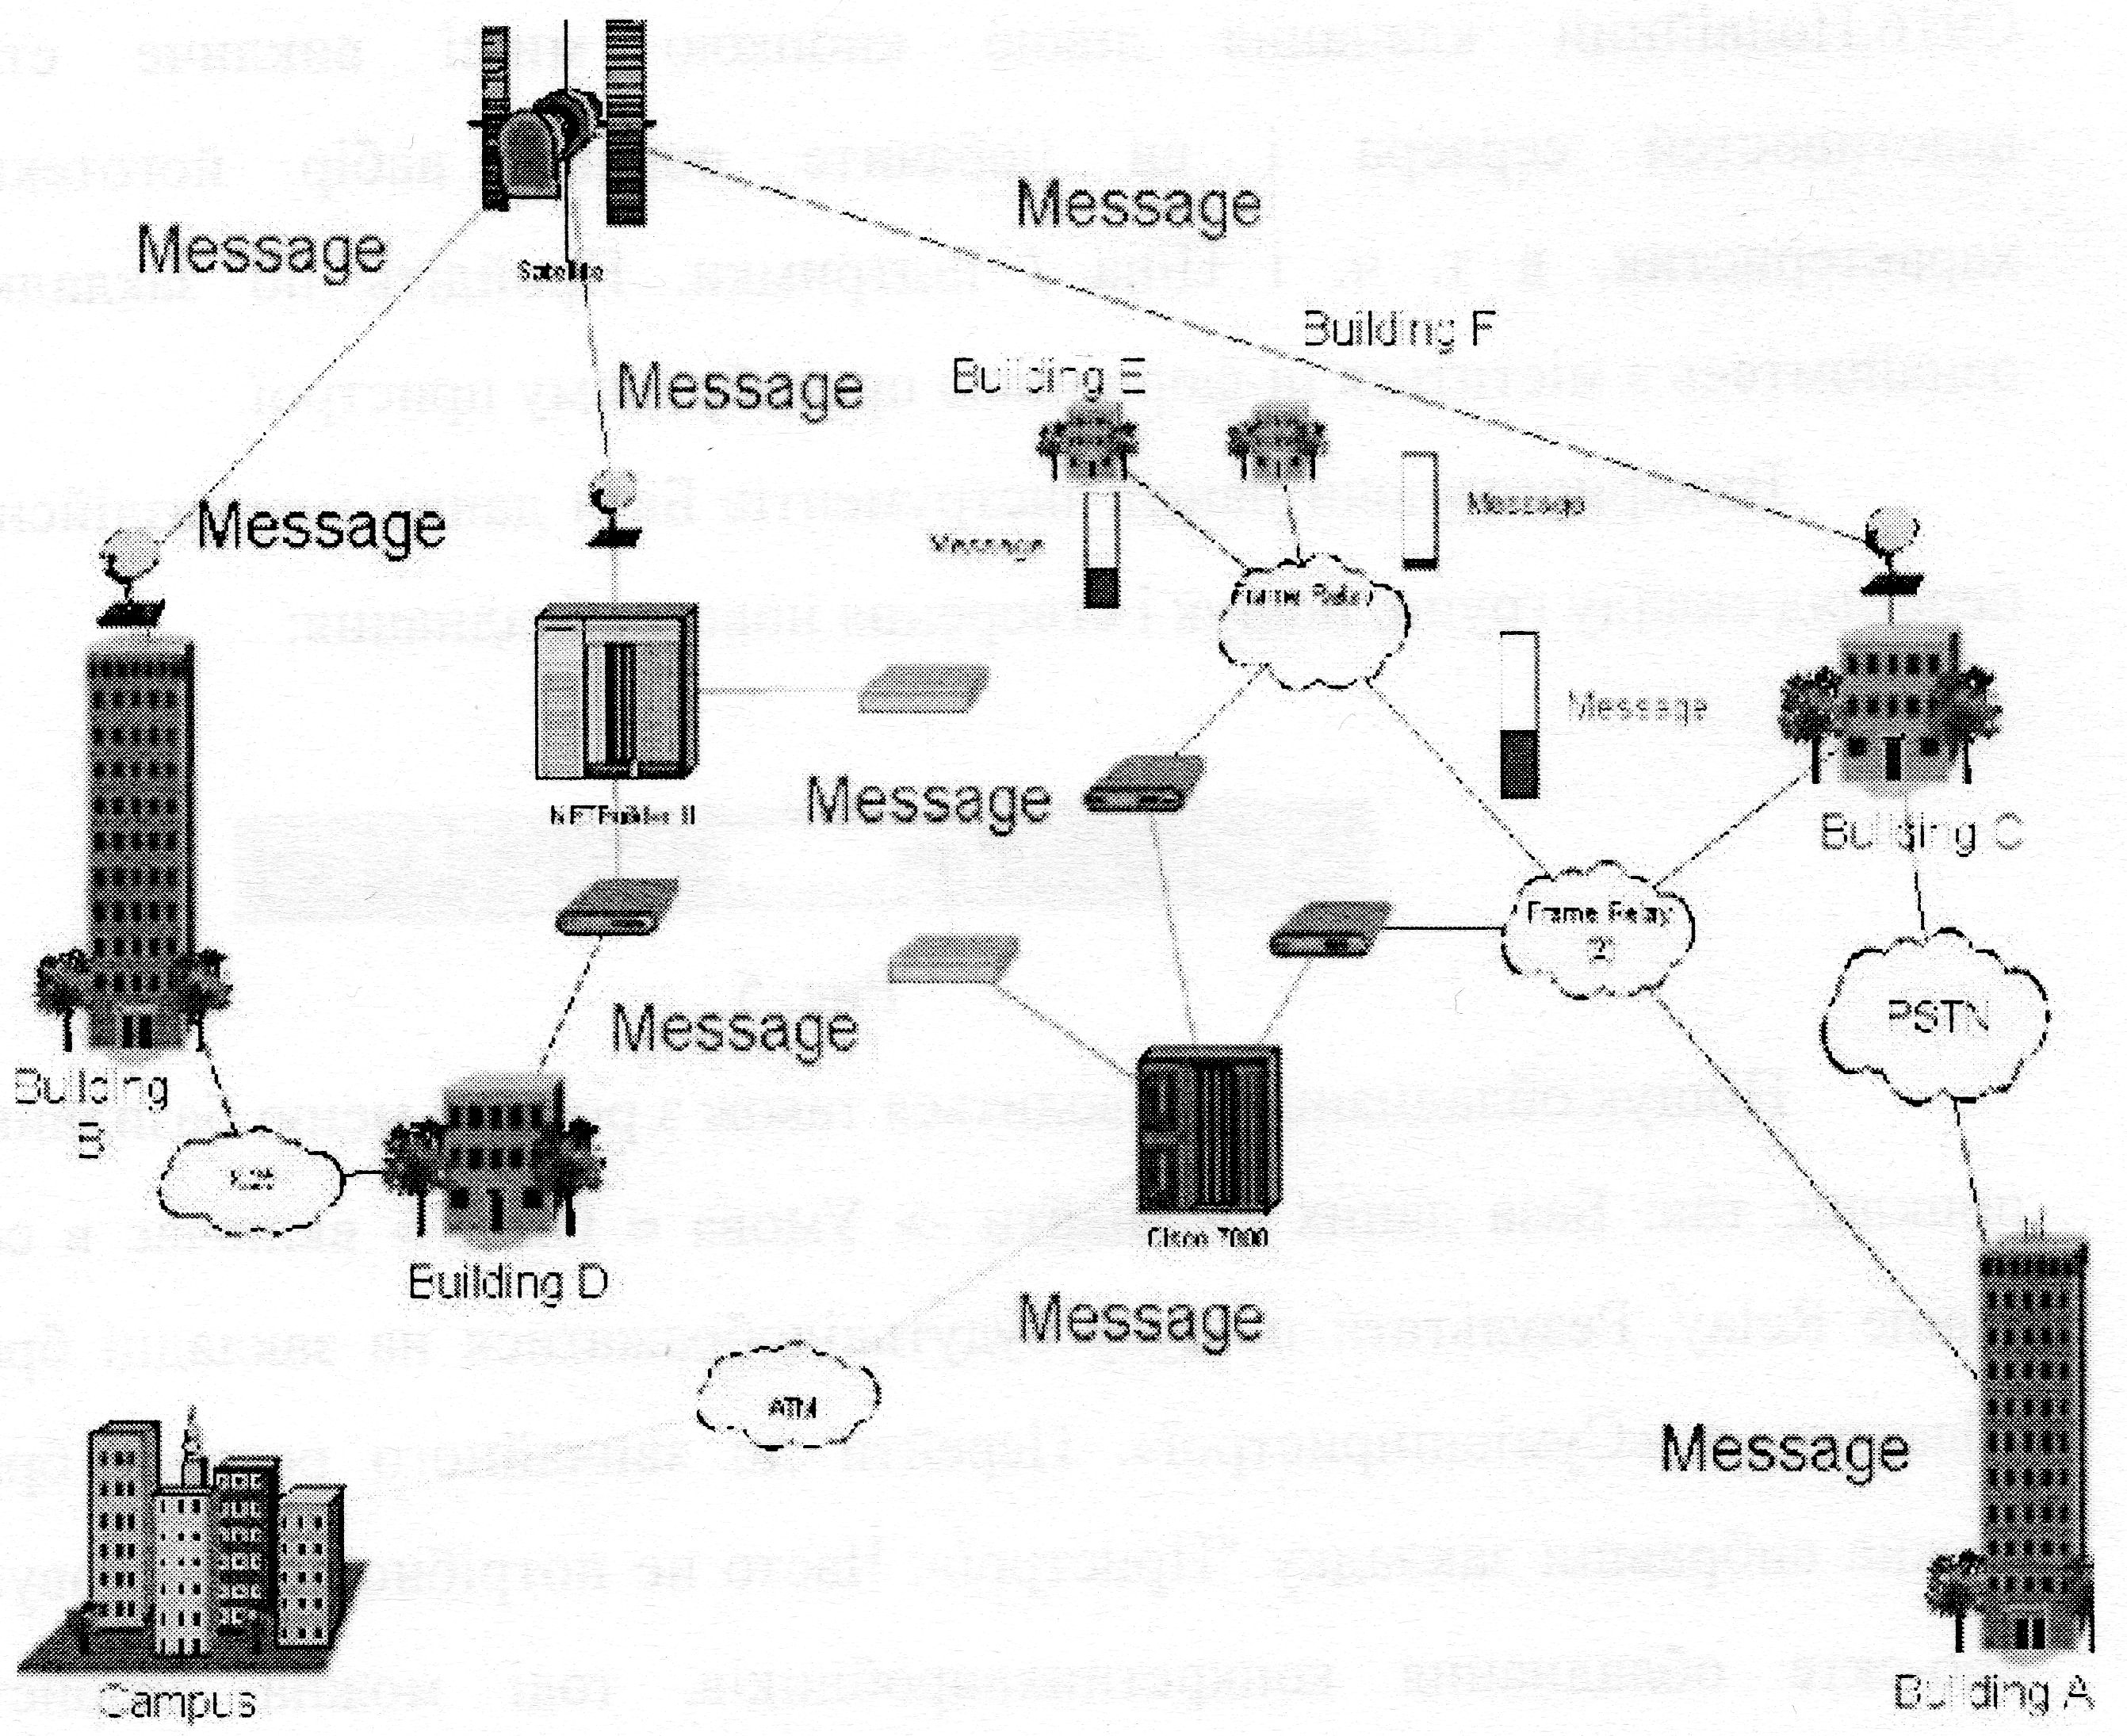 Message
Message
Satellite
Building F
Message
Building E
Message
Message
Message
Frame Relay
Message
Message
NETBuilder II
Building C
Frame Relay
2
Message
PSTN
Building
B
X.25
Cisco 7000
Building D
Message
ATM
Message
Campus
Building A